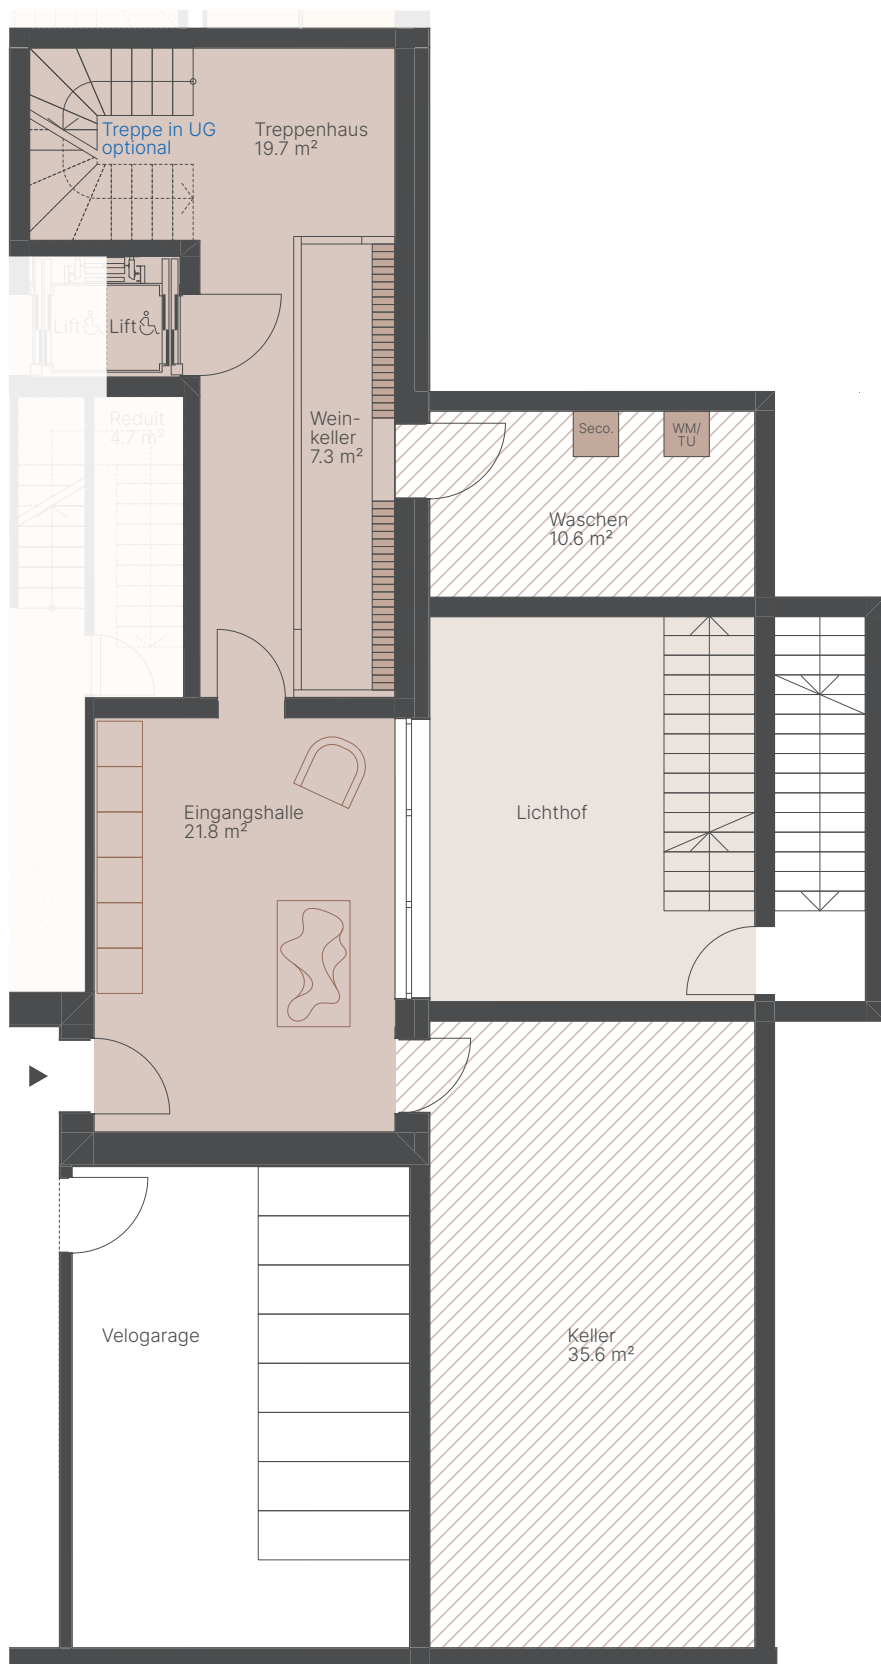 Treppe in UG
optional
Treppenhaus
19.7 m²
Lift
Lift
Reduit
4.7 m²
Wein-
keller
7.3 m²
Seco.
WM/
TU
Waschen
10.6 m²
Eingangshalle
21.8 m²
Lichthof
Velogarage
Keller
35.6 m²